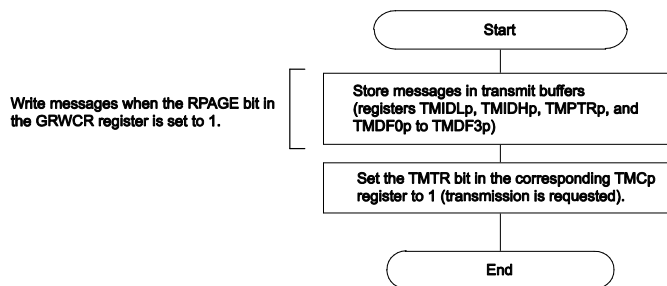 Start
Write messages when the RPAGE bit in
the GRWCR register is set to 1.
Store messages in transmit buffers
(registers TMIDLp, TMIDHp, TMPTRp, and
TMDF0p to TMDF3p)
Set the TMTR bit in the corresponding TMCp
register to 1 (transmission is requested).
End